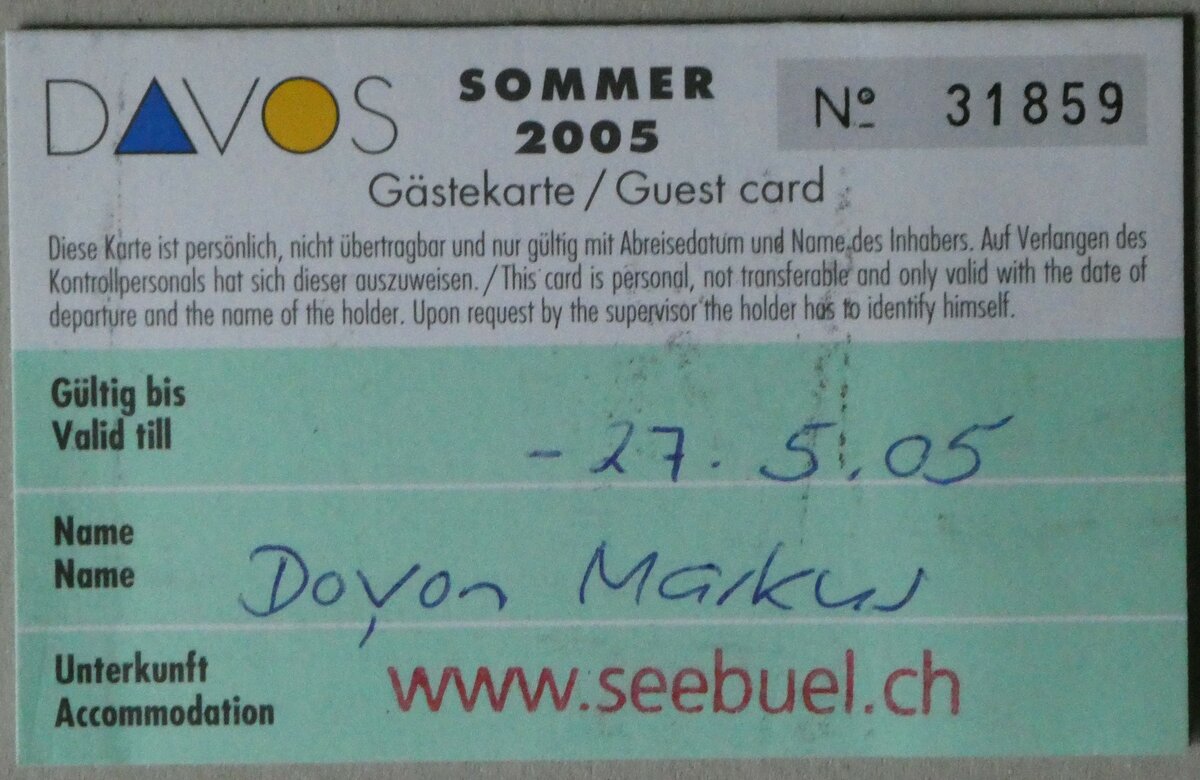 DAVOS
SOMMER
2005
Nº 31859
Gästekarte / Guest card
Diese Karte ist persönlich, nicht übertragbar und nur gültig mit Abreisedatum und Name des Inhabers. Auf Verlangen des
Kontrollpersonals hat sich dieser auszuweisen. / This card is personal, not transferable and only valid with the date of
departure and the name of the holder. Upon request by the supervisor the holder has to identify himself.
Gültig bis
Valid till
- 27. 5. 05
Name
Name
Doyon Markus
Unterkunft
Accommodation
www.seebuel.ch